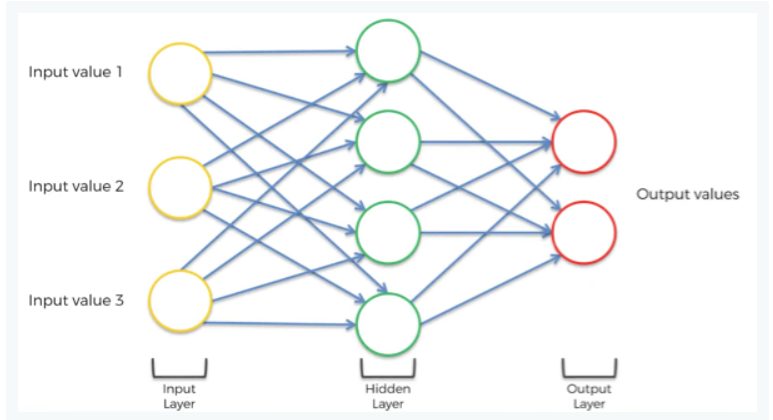 Input value 1
Input value 2
Output values
Input value 3
Input
Layer
Hidden
Layer
Output
Layer